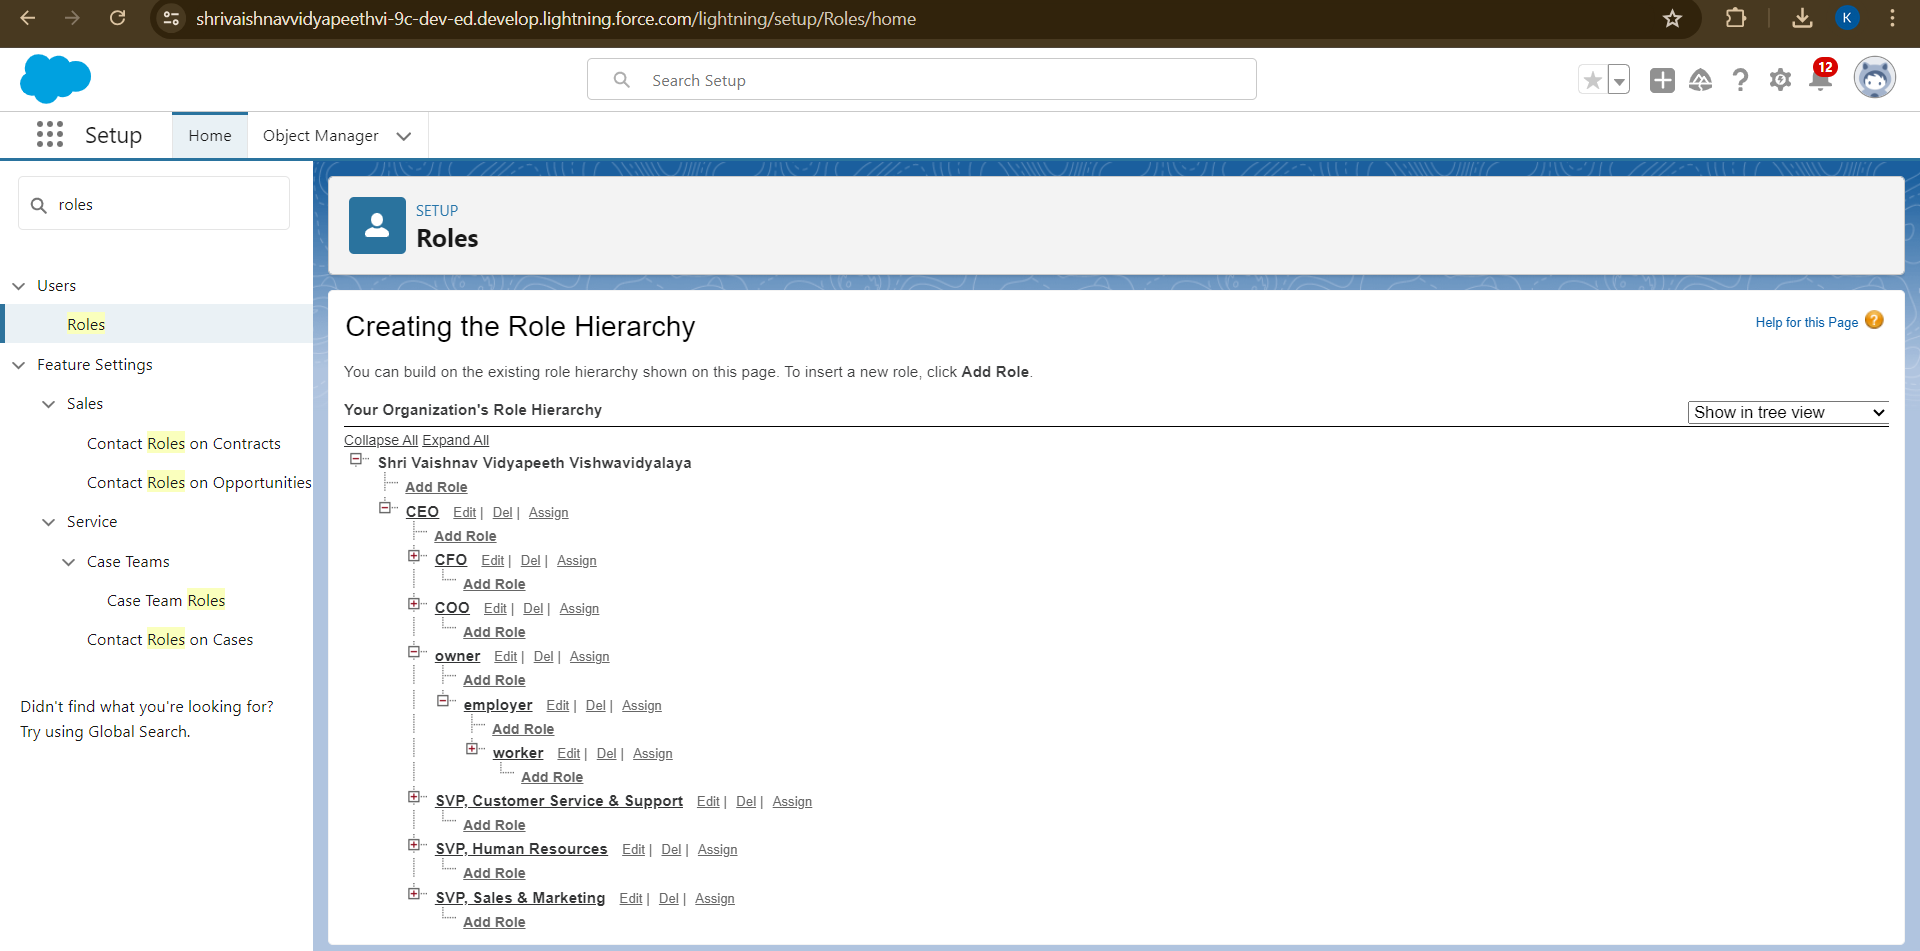 shrivaishnavvidyapeethvi-9c-dev-ed.develop.lightning.force.com/lightning/setup/Roles/home
K
Search Setup
12
Setup
Home
Object Manager
roles
Users
Roles
Feature Settings
Sales
Contact Roles on Contracts
Contact Roles on Opportunities
Service
Case Teams
Case Team Roles
Contact Roles on Cases
Didn't find what you're looking for?
Try using Global Search.
SETUP
Roles
Creating the Role Hierarchy
Help for this Page ?
You can build on the existing role hierarchy shown on this page. To insert a new role, click Add Role.
Your Organization's Role Hierarchy
Show in tree view
Collapse All Expand All
Shri Vaishnav Vidyapeeth Vishwavidyalaya
Add Role
CEO Edit | Del | Assign
Add Role
CFO Edit | Del | Assign
Add Role
COO Edit | Del | Assign
Add Role
owner Edit | Del | Assign
Add Role
employer Edit | Del | Assign
Add Role
worker Edit | Del | Assign
Add Role
SVP, Customer Service & Support Edit | Del | Assign
Add Role
SVP, Human Resources Edit | Del | Assign
Add Role
SVP, Sales & Marketing Edit | Del | Assign
Add Role